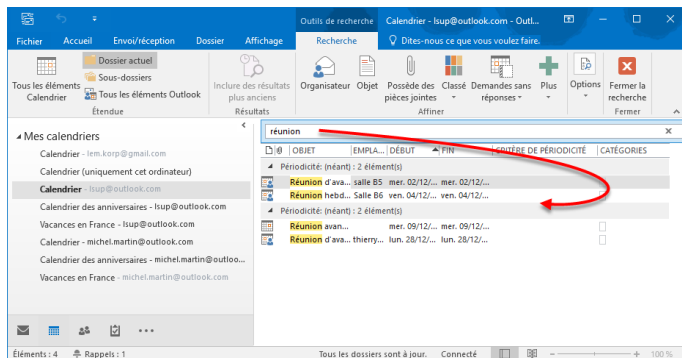 Outils de recherche Calendrier - lsup@outlook.com - Outl...
Fichier Accueil Envoi/réception Dossier Affichage Recherche Dites-nous ce que vous voulez faire.
Tous les éléments Calendrier
Dossier actuel
Sous-dossiers
Tous les éléments Outlook
Inclure des résultats plus anciens
Organisateur
Objet
Possède des pièces jointes
Classé
Demandes sans réponses
Plus
Options
Fermer la recherche
Étendue Résultats Affiner Fermer
Mes calendriers
Calendrier - lem.korp@gmail.com
Calendrier (uniquement cet ordinateur)
Calendrier - lsup@outlook.com
Calendrier des anniversaires - lsup@outlook.com
Vacances en France - lsup@outlook.com
Calendrier - michel.martin@outlook.com
Calendrier des anniversaires - michel.martin@outloo...
Vacances en France - michel.martin@outlook.com
réunion
OBJET EMPLA... DÉBUT FIN CRITÈRE DE PÉRIODICITÉ CATÉGORIES
Périodicité: (néant) : 2 élément(s)
Réunion d'ava... salle B5 mer. 02/12/... mer. 02/12/...
Réunion hebd... Salle B6 ven. 04/12/... ven. 04/12/...
Périodicité: (néant) : 2 élément(s)
Réunion avan... mer. 09/12/... mer. 09/12/...
Réunion d'ava... thierry... lun. 28/12/... lun. 28/12/...
Éléments : 4 Rappels : 1 Tous les dossiers sont à jour. Connecté 100 %